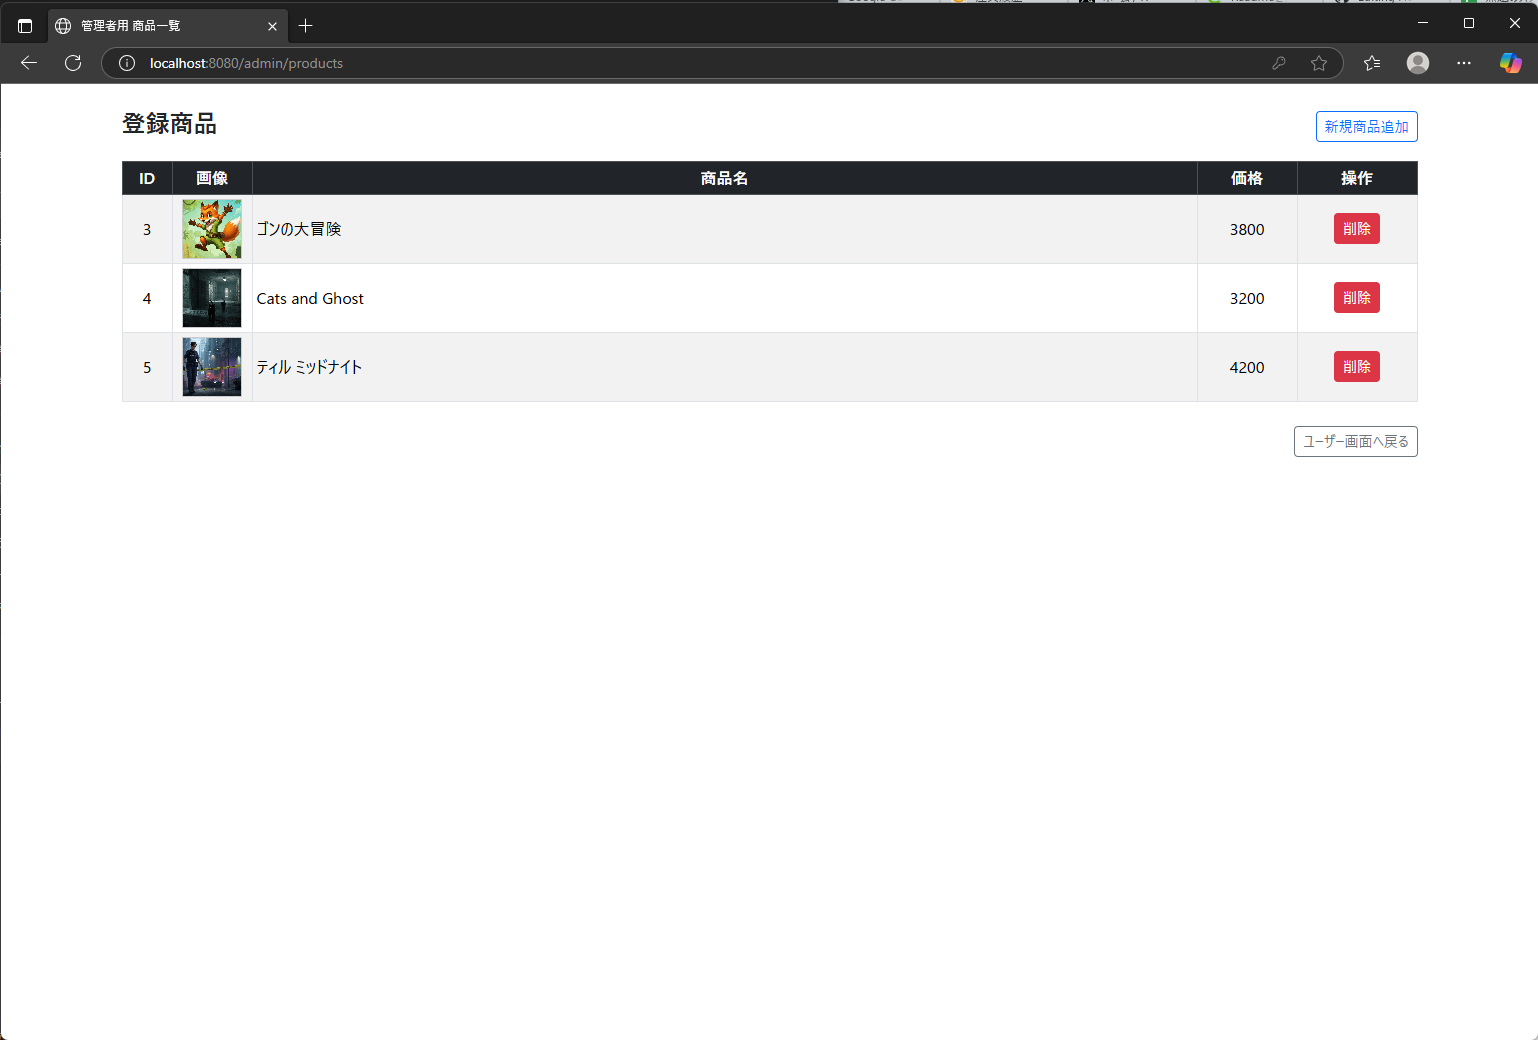 管理者用 商品一覧
localhost:8080/admin/products
登録商品
新規商品追加
ID 画像 商品名 価格 操作
3 ゴンの大冒険 3800 削除
4 Cats and Ghost 3200 削除
5 ティル ミッドナイト 4200 削除
ユーザー画面へ戻る